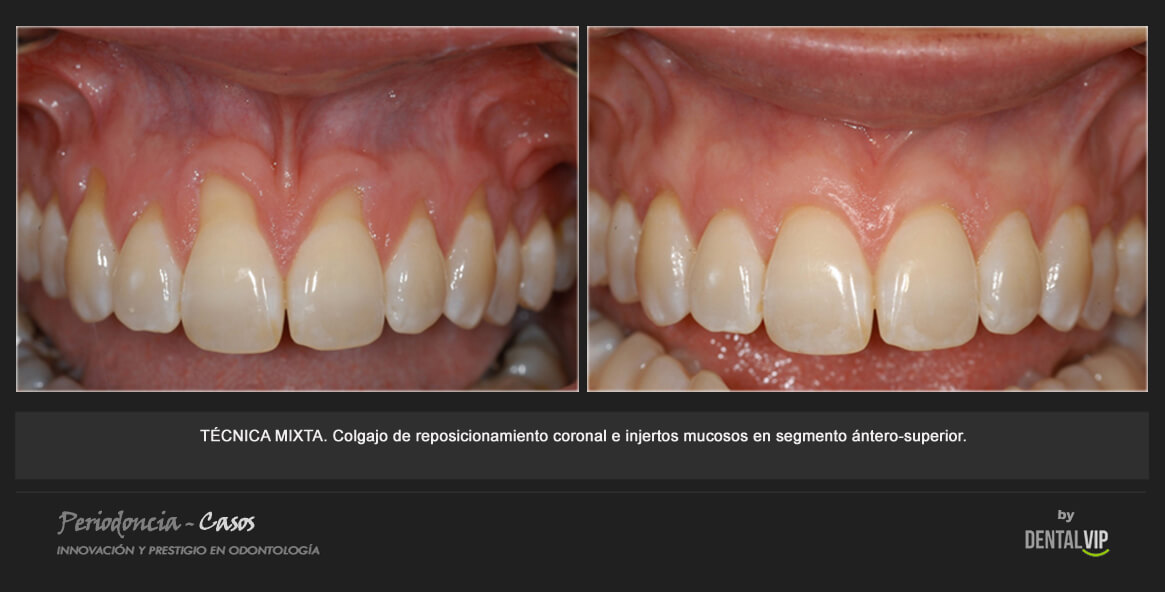 TÉCNICA MIXTA. Colgajo de reposicionamiento coronal e injertos mucosos en segmento ántero-superior.
Periodoncia - Casos
INNOVACIÓN Y PRESTIGIO EN ODONTOLOGÍA
by
DENTALVIP